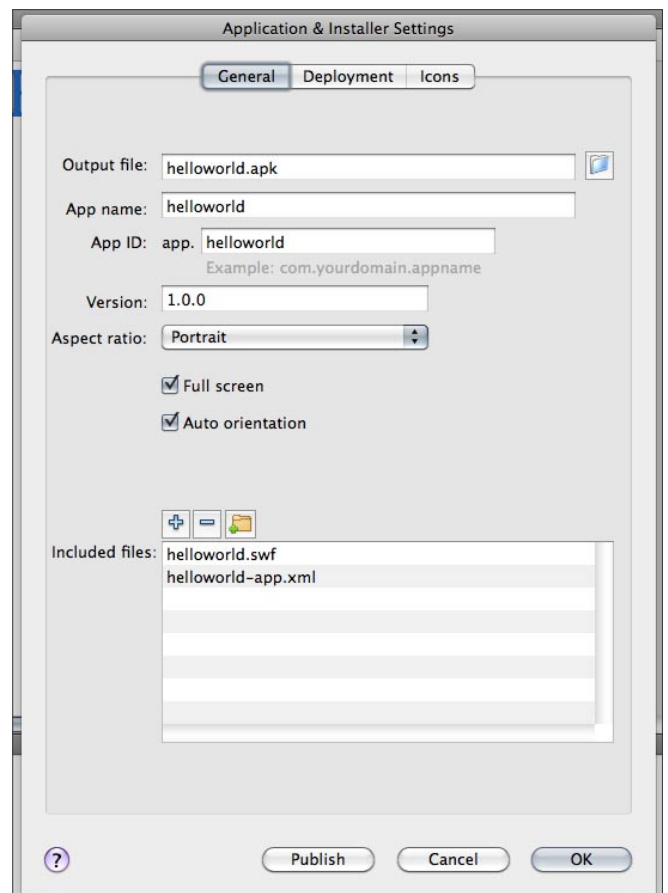 Application & Installer Settings
General Deployment Icons
Output file: helloworld.apk
App name: helloworld
App ID: app. helloworld
Example: com.yourdomain.appname
Version: 1.0.0
Aspect ratio: Portrait
Full screen
Auto orientation
Included files: helloworld.swf
helloworld-app.xml
? Publish Cancel OK